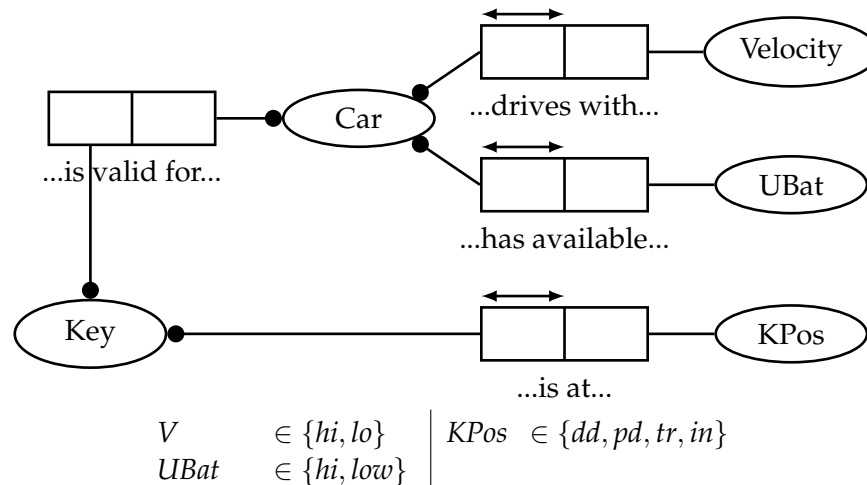 Velocity
...drives with...
Car
...is valid for...
UBat
...has available...
Key
KPos
...is at...
V ∈ {hi, lo} KPos ∈ {dd, pd, tr, in}
UBat ∈ {hi, low}